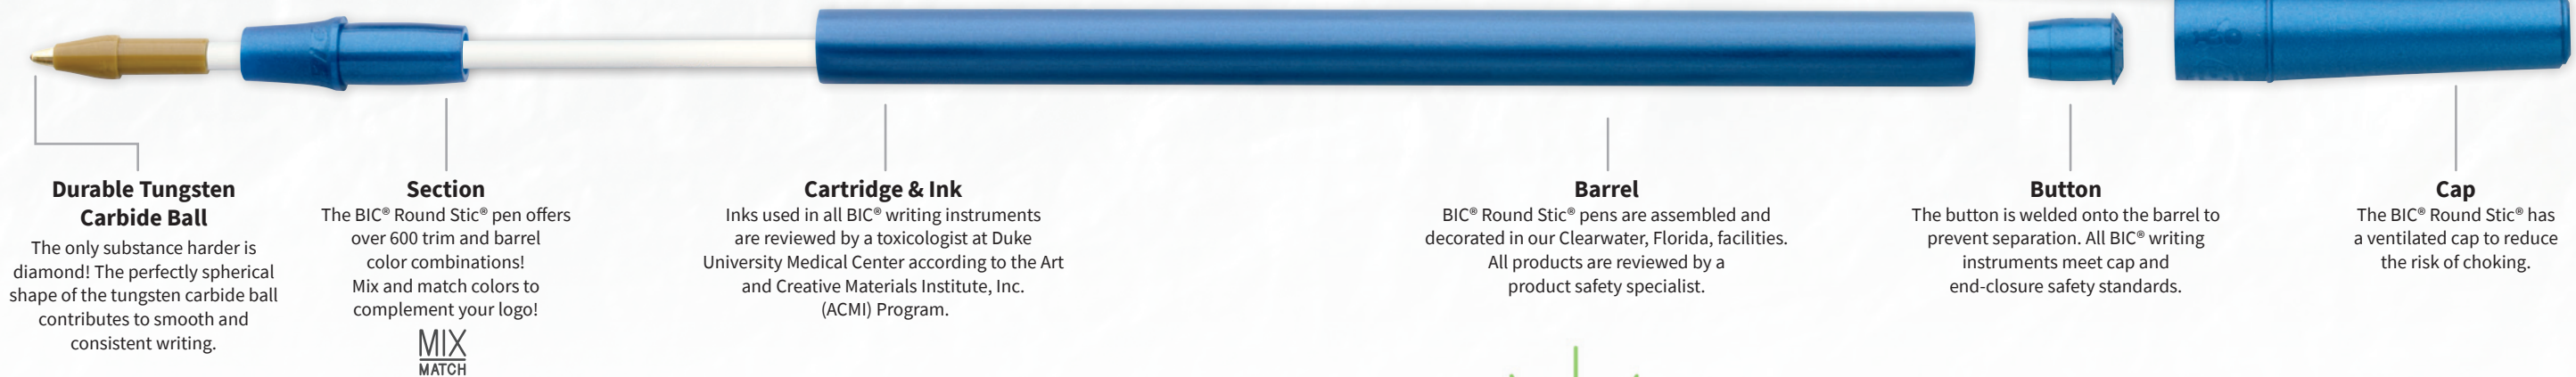 Durable Tungsten
Carbide Ball
The only substance harder is
diamond! The perfectly spherical
shape of the tungsten carbide ball
contributes to smooth and
consistent writing.
Section
The BIC® Round Stic® pen offers
over 600 trim and barrel
color combinations!
Mix and match colors to
complement your logo!
MIX
MATCH
Cartridge & Ink
Inks used in all BIC® writing instruments
are reviewed by a toxicologist at Duke
University Medical Center according to the Art
and Creative Materials Institute, Inc.
(ACMI) Program.
Barrel
BIC® Round Stic® pens are assembled and
decorated in our Clearwater, Florida, facilities.
All products are reviewed by a
product safety specialist.
Button
The button is welded onto the barrel to
prevent separation. All BIC® writing
instruments meet cap and
end-closure safety standards.
Cap
The BIC® Round Stic® has
a ventilated cap to reduce
the risk of choking.